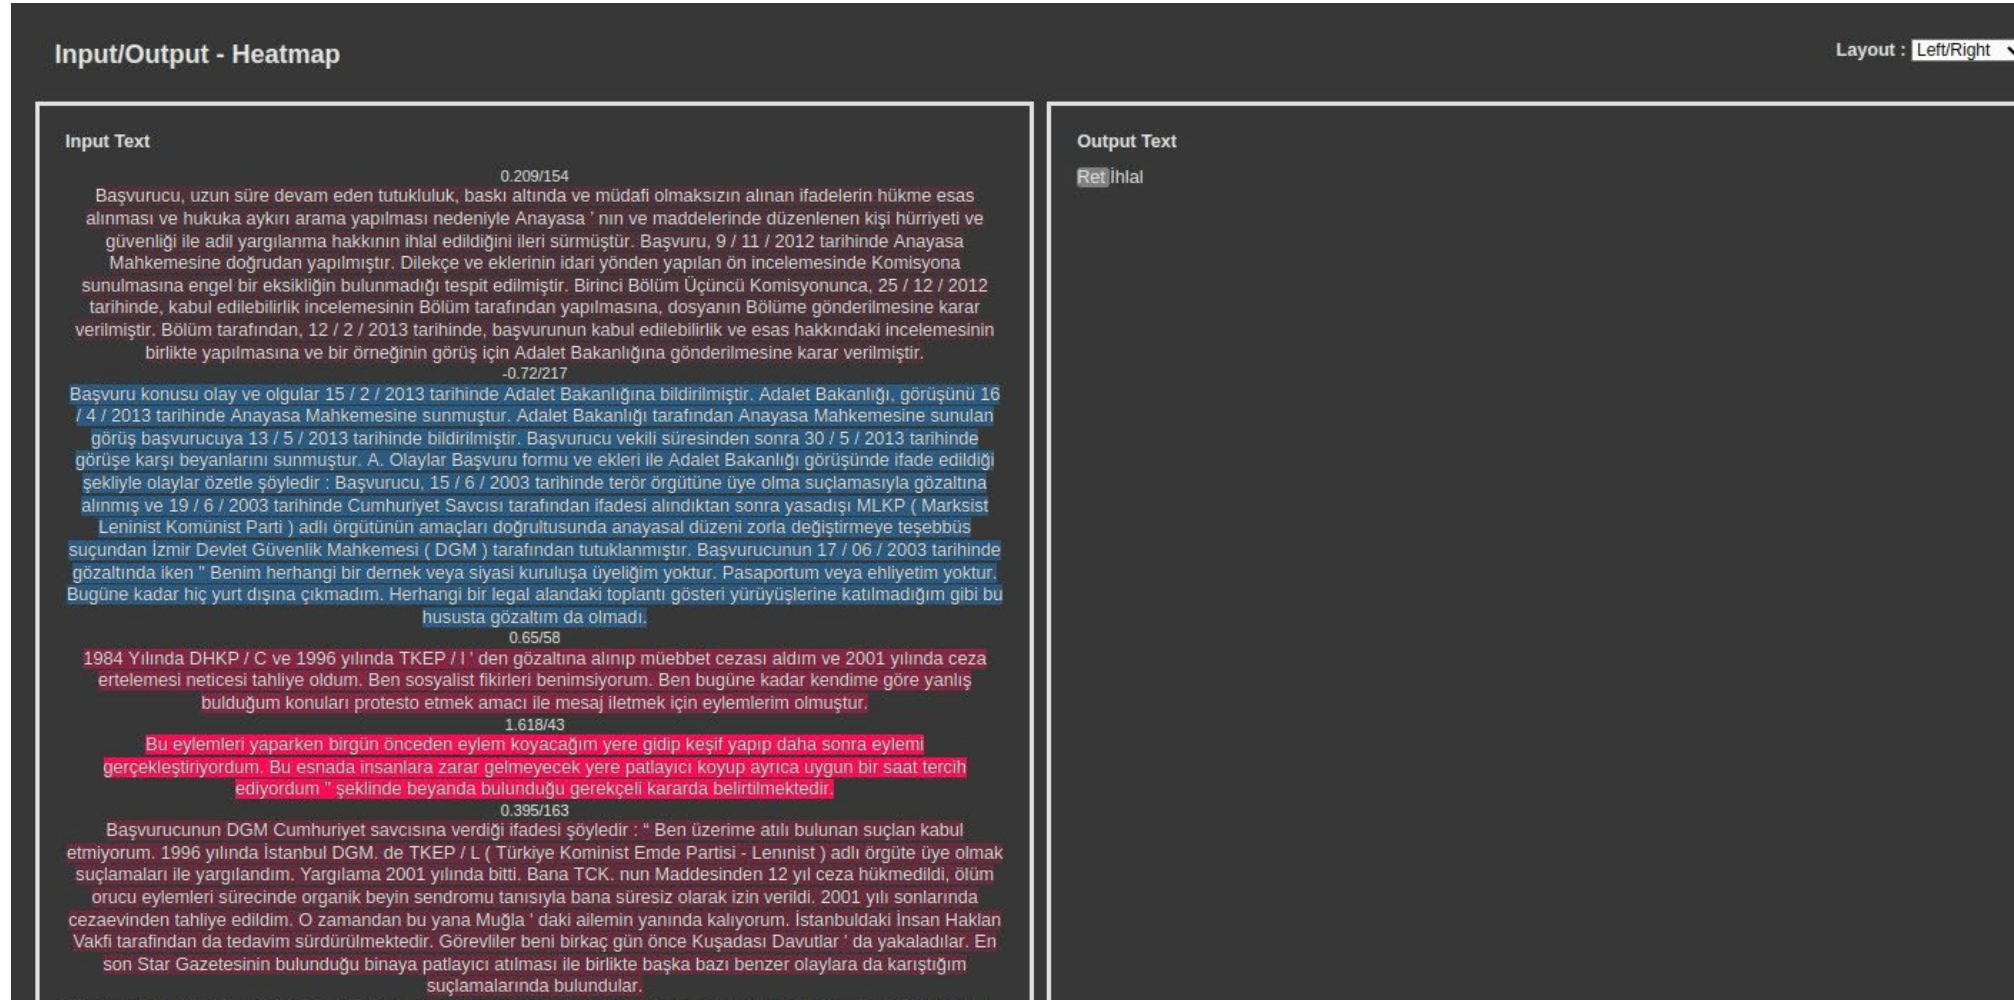 Input/Output - Heatmap
Layout : Left/Right
Input Text
0.209/154
Başvurucu, uzun süre devam eden tutukluluk, baskı altında ve müdafi olmaksızın alınan ifadelerin hükme esas
alınması ve hukuka aykırı arama yapılması nedeniyle Anayasa ' nın ve maddelerinde düzenlenen kişi hürriyeti ve
güvenliği ile adil yargılanma hakkının ihlal edildiğini ileri sürmüştür. Başvuru, 9 / 11 / 2012 tarihinde Anayasa
Mahkemesine doğrudan yapılmıştır. Dilekçe ve eklerinin idari yönden yapılan ön incelemesinde Komisyona
sunulmasına engel bir eksikliğin bulunmadığı tespit edilmiştir. Birinci Bölüm Üçüncü Komisyonunca, 25 / 12 / 2012
tarihinde, kabul edilebilirlik incelemesinin Bölüm tarafından yapılmasına, dosyanın Bölüme gönderilmesine karar
verilmiştir. Bölüm tarafından, 12 / 2 / 2013 tarihinde, başvurunun kabul edilebilirlik ve esas hakkındaki incelemesinin
birlikte yapılmasına ve bir örneğinin görüş için Adalet Bakanlığına gönderilmesine karar verilmiştir.
-0.72/217
Başvuru konusu olay ve olgular 15 / 2 / 2013 tarihinde Adalet Bakanlığına bildirilmiştir. Adalet Bakanlığı, görüşünü 16
/ 4 / 2013 tarihinde Anayasa Mahkemesine sunmuştur. Adalet Bakanlığı tarafından Anayasa Mahkemesine sunulan
görüş başvurucuya 13 / 5 / 2013 tarihinde bildirilmiştir. Başvurucu vekili süresinden sonra 30 / 5 / 2013 tarihinde
görüşe karşı beyanlarını sunmuştur. A. Olaylar Başvuru formu ve ekleri ile Adalet Bakanlığı görüşünde ifade edildiği
şekliyle olaylar özetle şöyledir : Başvurucu, 15 / 6 / 2003 tarihinde terör örgütüne üye olma suçlamasıyla gözaltına
alınmış ve 19 / 6 / 2003 tarihinde Cumhuriyet Savcısı tarafından ifadesi alındıktan sonra yasadışı MLKP ( Marksist
Leninist Komünist Parti ) adlı örgütünün amaçları doğrultusunda anayasal düzeni zorla değiştirmeye teşebbüs
suçundan İzmir Devlet Güvenlik Mahkemesi ( DGM ) tarafından tutuklanmıştır. Başvurucunun 17 / 06 / 2003 tarihinde
gözaltında iken " Benim herhangi bir dernek veya siyasi kuruluşa üyeliğim yoktur. Pasaportum veya ehliyetim yoktur.
Bugüne kadar hiç yurt dışına çıkmadım. Herhangi bir legal alandaki toplantı gösteri yürüyüşlerine katılmadığım gibi bu
hususta gözaltım da olmadı.
0.65/58
1984 Yılında DHKP / C ve 1996 yılında TKEP / l ' den gözaltına alınıp müebbet cezası aldım ve 2001 yılında ceza
ertelemesi neticesi tahliye oldum. Ben sosyalist fikirleri benimsiyorum. Ben bugüne kadar kendime göre yanlış
bulduğum konuları protesto etmek amacı ile mesaj iletmek için eylemlerim olmuştur.
1.618/43
Bu eylemleri yaparken birgün önceden eylem koyacağım yere gidip keşif yapıp daha sonra eylemi
gerçekleştiriyordum. Bu esnada insanlara zarar gelmeyecek yere patlayıcı koyup ayrıca uygun bir saat tercih
ediyordum " şeklinde beyanda bulunduğu gerekçeli kararda belirtilmektedir.
0.395/163
Başvurucunun DGM Cumhuriyet savcısına verdiği ifadesi şöyledir : “ Ben üzerime atılı bulunan suçlan kabul
etmiyorum. 1996 yılında İstanbul DGM. de TKEP / L ( Türkiye Kominist Emde Partisi - Lenınist ) adlı örgüte üye olmak
suçlamaları ile yargılandım. Yargılama 2001 yılında bitti. Bana TCK. nun Maddesinden 12 yıl ceza hükmedildi, ölüm
orucu eylemleri sürecinde organik beyin sendromu tanısıyla bana süresiz olarak izin verildi. 2001 yılı sonlarında
cezaevinden tahliye edildim. O zamandan bu yana Muğla ' daki ailemin yanında kalıyorum. İstanbuldaki İnsan Haklan
Vakfi tarafindan da tedavim sürdürülmektedir. Görevliler beni birkaç gün önce Kuşadası Davutlar ' da yakaladılar. En
son Star Gazetesinin bulunduğu binaya patlayıcı atılması ile birlikte başka bazı benzer olaylara da karıştığım
suçlamalarında bulundular.
Output Text
Ret İhlal